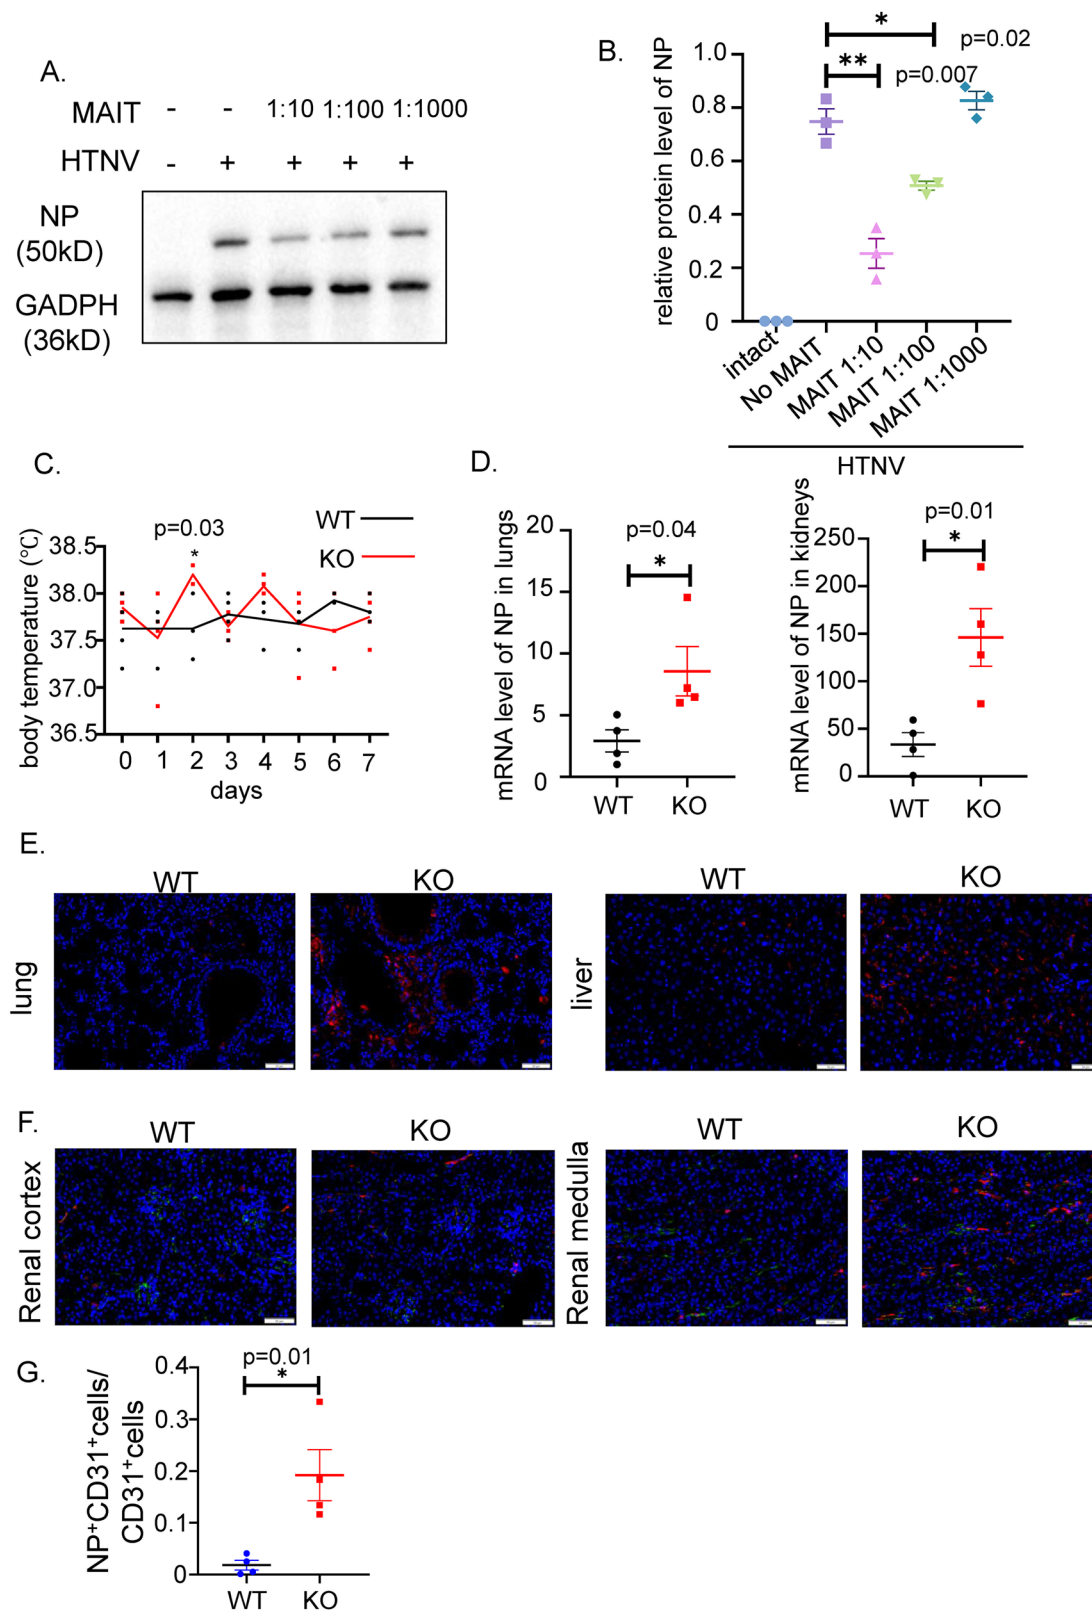 A.
MAIT - - 1:10 1:100 1:1000
HTNV - + + + +
NP
(50kD)
GADPH
(36kD)
B.
relative protein level of NP
1.0
0.8
0.6
0.4
0.2
0
*
p=0.02
**
p=0.007
intact
No MAIT
MAIT 1:10
MAIT 1:100
MAIT 1:1000
HTNV
C.
body temperature (°C)
38.5
38.0
37.5
37.0
36.5
p=0.03
*
WT
KO
0 1 2 3 4 5 6 7
days
D.
mRNA level of NP in lungs
20
15
10
5
0
p=0.04
*
WT KO
mRNA level of NP in kidneys
250
200
150
100
50
0
p=0.01
*
WT KO
E.
WT KO WT KO
lung
liver
F.
WT KO WT KO
Renal cortex
Renal medulla
G.
NP+CD31+cells/
CD31+cells
0.4
0.3
0.2
0.1
0
p=0.01
*
WT KO